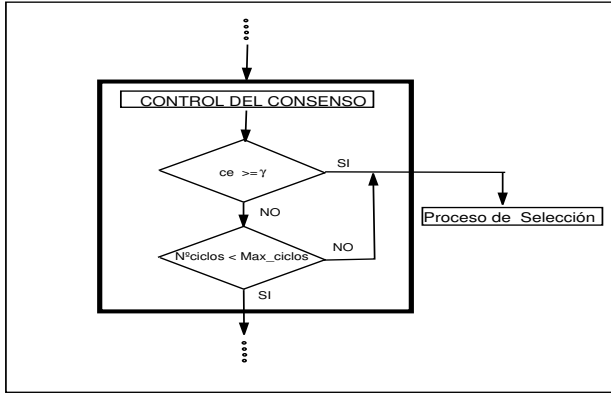 CONTROL DEL CONSENSO
ce >= γ
SI
NO
Proceso de Selección
Nºciclos < Max_ciclos
NO
SI